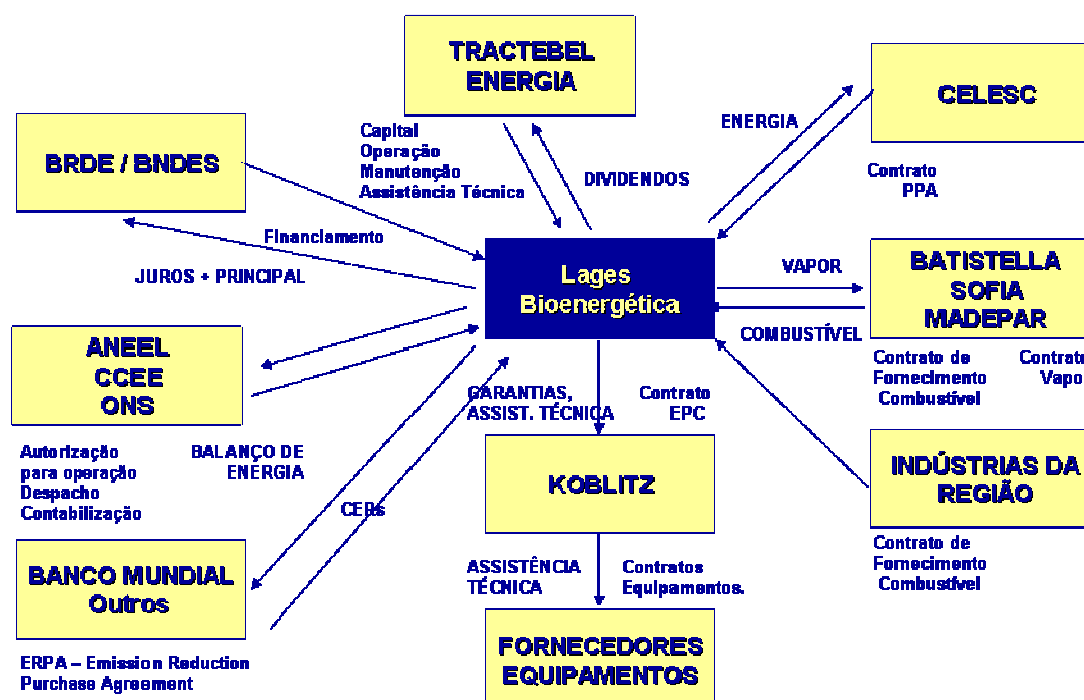 TRACTEBEL
ENERGIA
CELESC
BRDE / BNDES
Capital
Operação
Manutenção
Assistência Técnica
ENERGIA
DIVIDENDOS
Contrato
PPA
Financiamento
JUROS + PRINCIPAL
Lages
Bioenergética
VAPOR
COMBUSTÍVEL
BATISTELLA
SOFIA
MADEPAR
Contrato de
Fornecimento
Combustível
Contrato
Vapor
ANEEL
CCEE
ONS
Autorização
para operação
Despacho
Contabilização
BALANÇO DE
ENERGIA
GARANTIAS,
ASSIST. TÉCNICA
Contrato
EPC
KOBLITZ
INDÚSTRIAS DA
REGIÃO
Contrato de
Fornecimento
Combustível
CERs
BANCO MUNDIAL
Outros
ERPA – Emission Reduction
Purchase Agreement
ASSISTÊNCIA
TÉCNICA
Contratos
Equipamentos.
FORNECEDORES
EQUIPAMENTOS